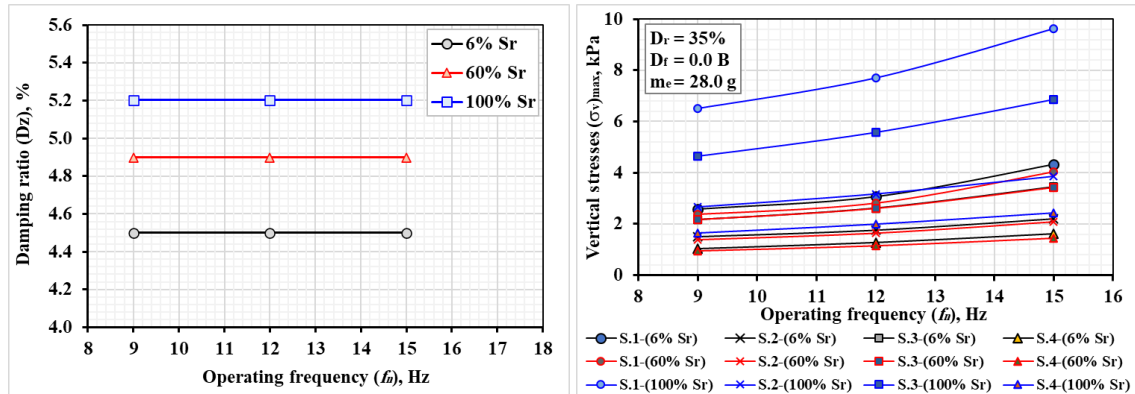 5.6
5.4
5.2
5.0
4.8
4.6
4.4
4.2
4.0
Damping ratio (Dz), %
6% Sr
60% Sr
100% Sr
8 9 10 11 12 13 14 15 16 17 18
Operating frequency (fn), Hz
10
8
6
4
2
0
Vertical stresses (σv)max, kPa
Dr = 35%
Df = 0.0 B
me = 28.0 g
8 9 10 11 12 13 14 15 16
Operating frequency (fn), Hz
S.1-(6% Sr) S.2-(6% Sr) S.3-(6% Sr) S.4-(6% Sr)
S.1-(60% Sr) S.2-(60% Sr) S.3-(60% Sr) S.4-(60% Sr)
S.1-(100% Sr) S.2-(100% Sr) S.3-(100% Sr) S.4-(100% Sr)